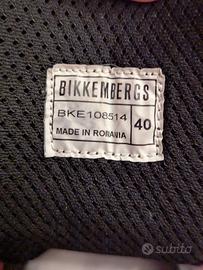 BIKKEMBERGS
BKE108514
MADE IN ROMANIA
40
subito